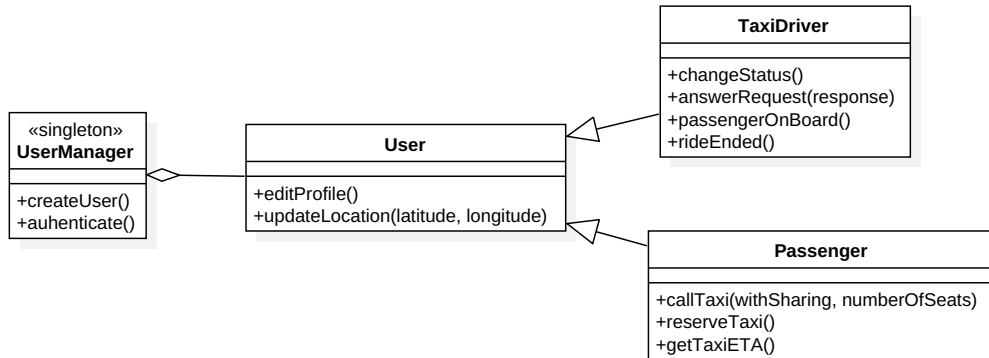 «singleton»
UserManager
+createUser()
+auhenticate()
User
+editProfile()
+updateLocation(latitude, longitude)
TaxiDriver
+changeStatus()
+answerRequest(response)
+passengerOnBoard()
+rideEnded()
Passenger
+callTaxi(withSharing, numberOfSeats)
+reserveTaxi()
+getTaxiETA()